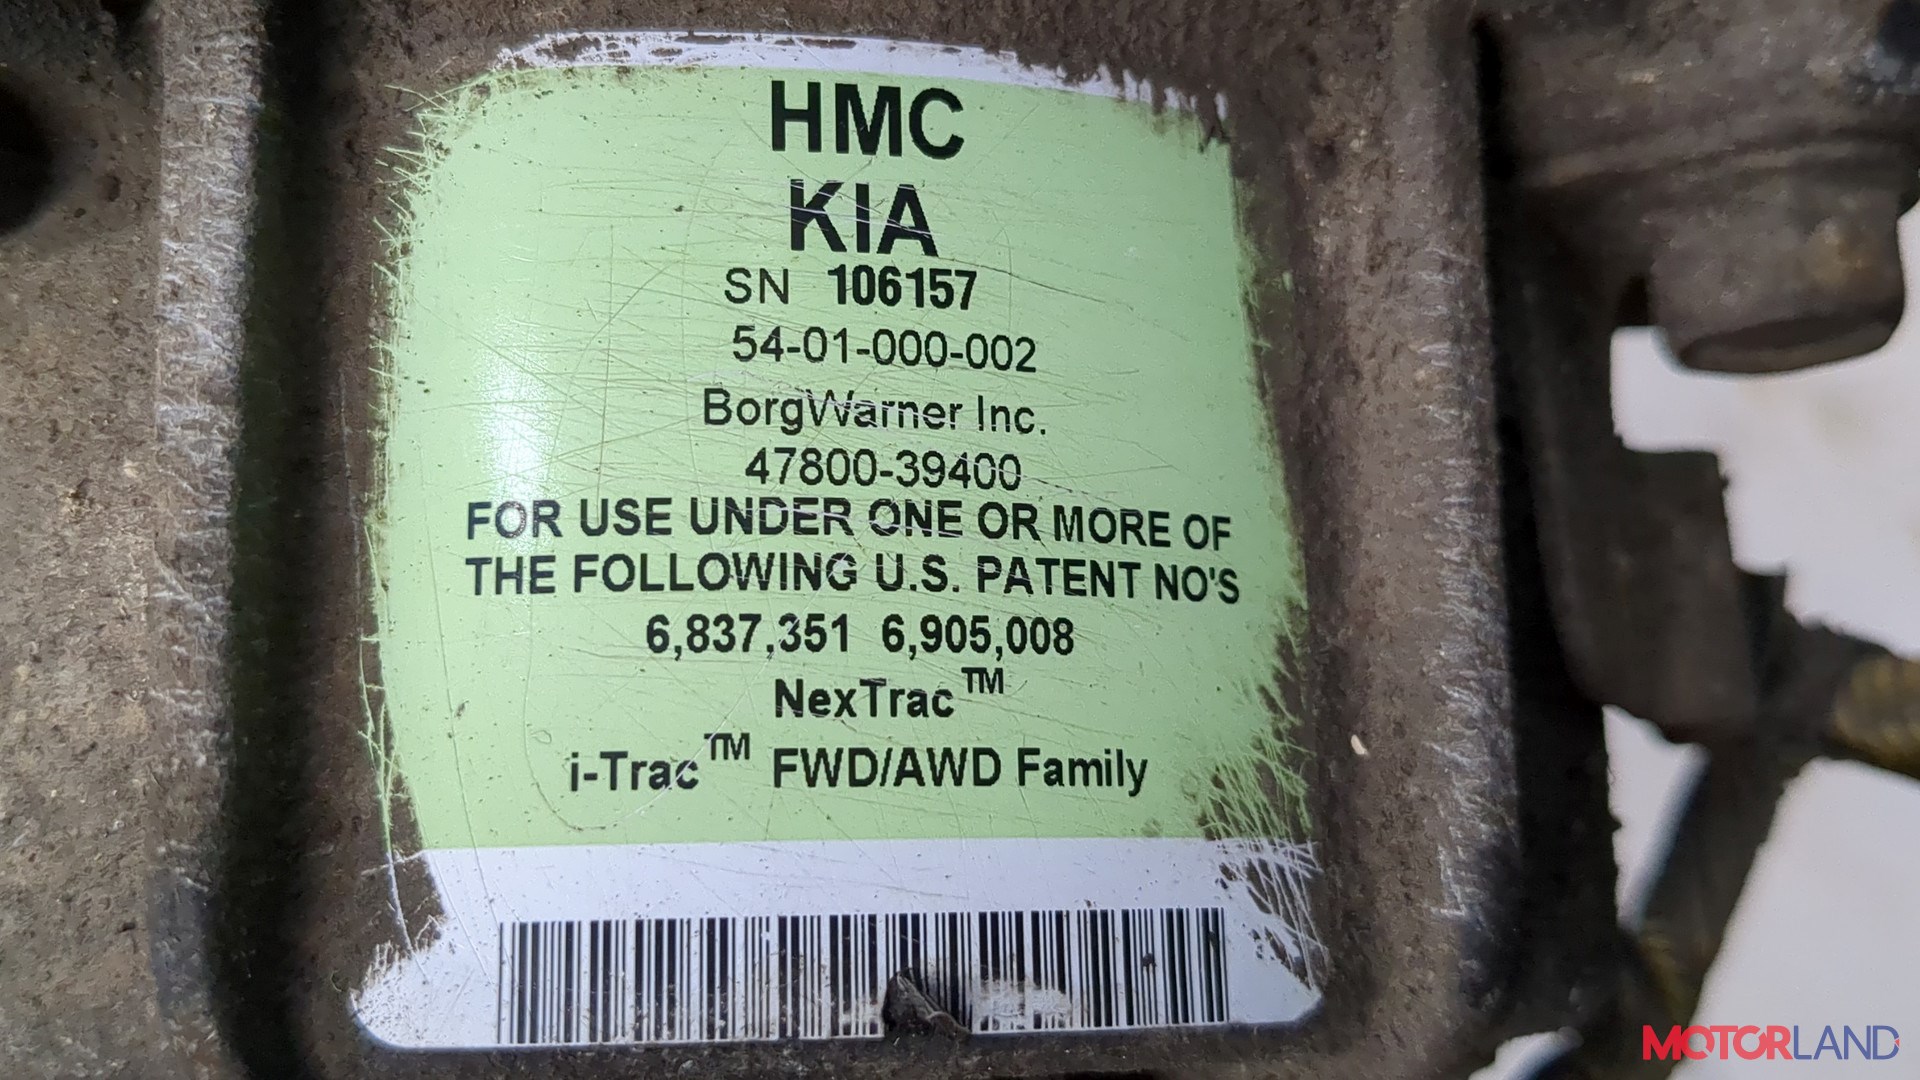 HMC
KIA
SN 106157
54-01-000-002
BorgWarner Inc.
47800-39400
FOR USE UNDER ONE OR MORE OF
THE FOLLOWING U.S. PATENT NO'S
6,837,351 6,905,008
NexTrac™
i-Trac™ FWD/AWD Family
MOTORLAND